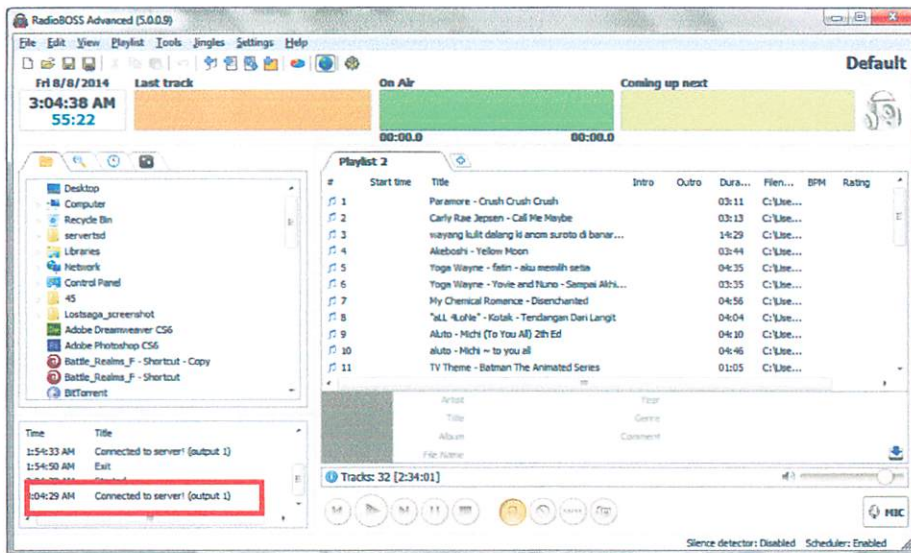 RadioBOSS Advanced (5.0.0.9)
File Edit View Playlist Tools Jingles Settings Help
Default
Fri 8/8/2014 Last track On Air Coming up next
3:04:38 AM
55:22
00:00.0 00:00.0
Playlist 2
# Start time Title Intro Outro Dura... Filen... BPM Rating
1 Paramore - Crush Crush Crush 03:11 C:\Use...
2 Carly Rae Jepsen - Call Me Maybe 03:13 C:\Use...
3 wayang kulit dalang ki anom suroto di banar... 14:29 C:\Use...
4 Akeboshi - Yellow Moon 03:44 C:\Use...
5 Yoga Wayne - fatin - aku memilih setia 04:35 C:\Use...
6 Yoga Wayne - Yovie and Nuno - Sampai Akhi... 03:35 C:\Use...
7 My Chemical Romance - Disenchanted 04:56 C:\Use...
8 "aLL 4LoNe" - Kotak - Tendangan Dari Langit 04:04 C:\Use...
9 Aluto - Michi (To You All) 2th Ed 04:10 C:\Use...
10 aluto - Michi ~ to you all 04:46 C:\Use...
11 TV Theme - Batman The Animated Series 01:05 C:\Use...
Desktop
Computer
Recycle Bin
servertsd
Libraries
Network
Control Panel
45
Lostsaga_screenshot
Adobe Dreamweaver CS6
Adobe Photoshop CS6
Battle_Realms_F - Shortcut - Copy
Battle_Realms_F - Shortcut
BitTorrent
Artist Year
Title Genre
Album Comment
File Name
Time Title
1:54:33 AM Connected to server! (output 1)
1:54:50 AM Exit
:04:29 AM Connected to server! (output 1)
Tracks: 32 [2:34:01]
MIC
Silence detector: Disabled Scheduler: Enabled